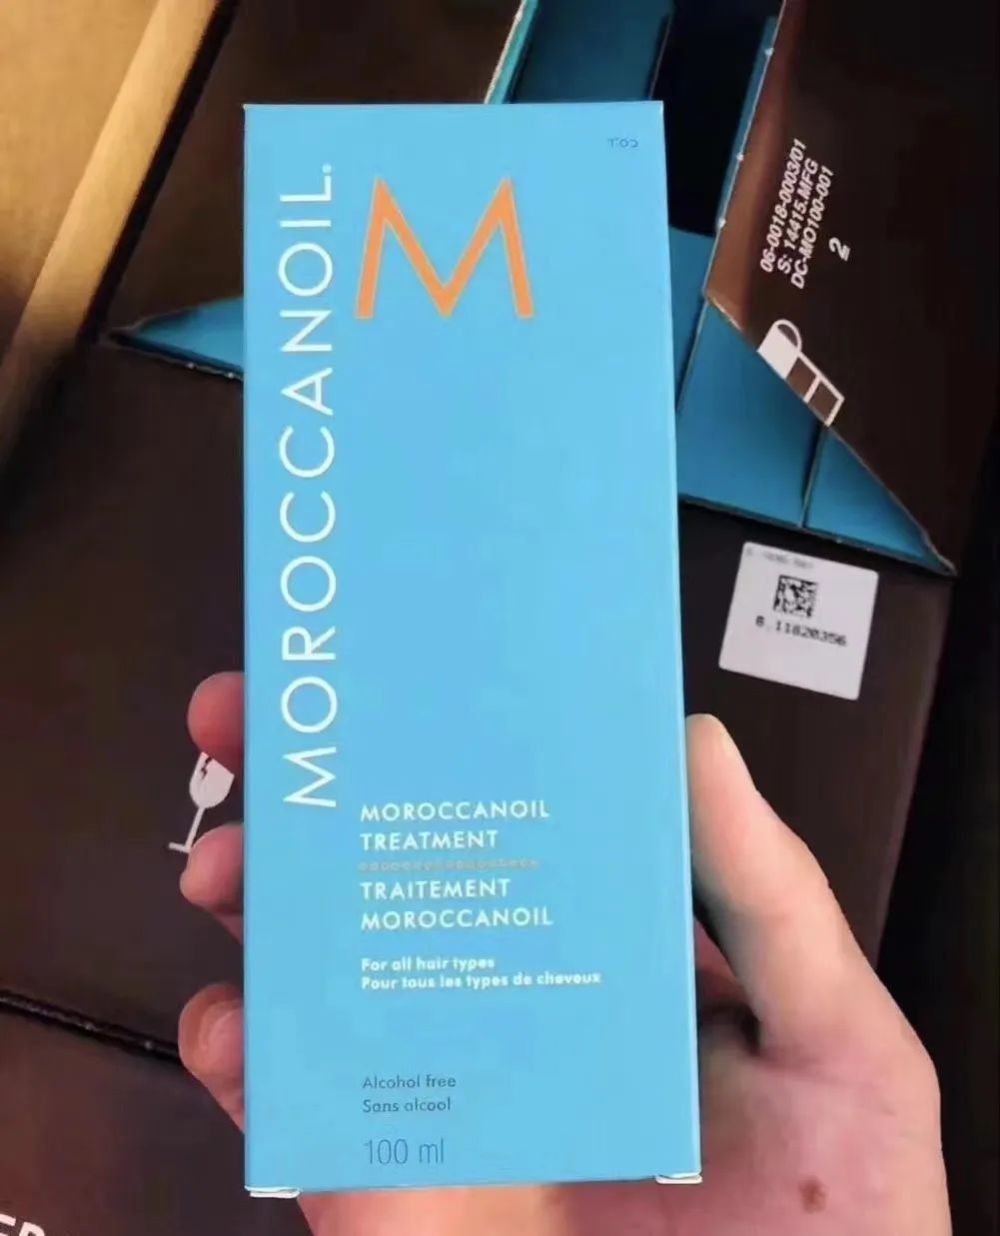 MOROCCANOIL®
M
MOROCCANOIL
TREATMENT
TRAITEMENT
MOROCCANOIL
For all hair types
Pour tous les types de cheveux
Alcohol free
Sans alcool
100 ml
06-0018-0003/01
S: 14415.MFG
DC-MO100-001
2